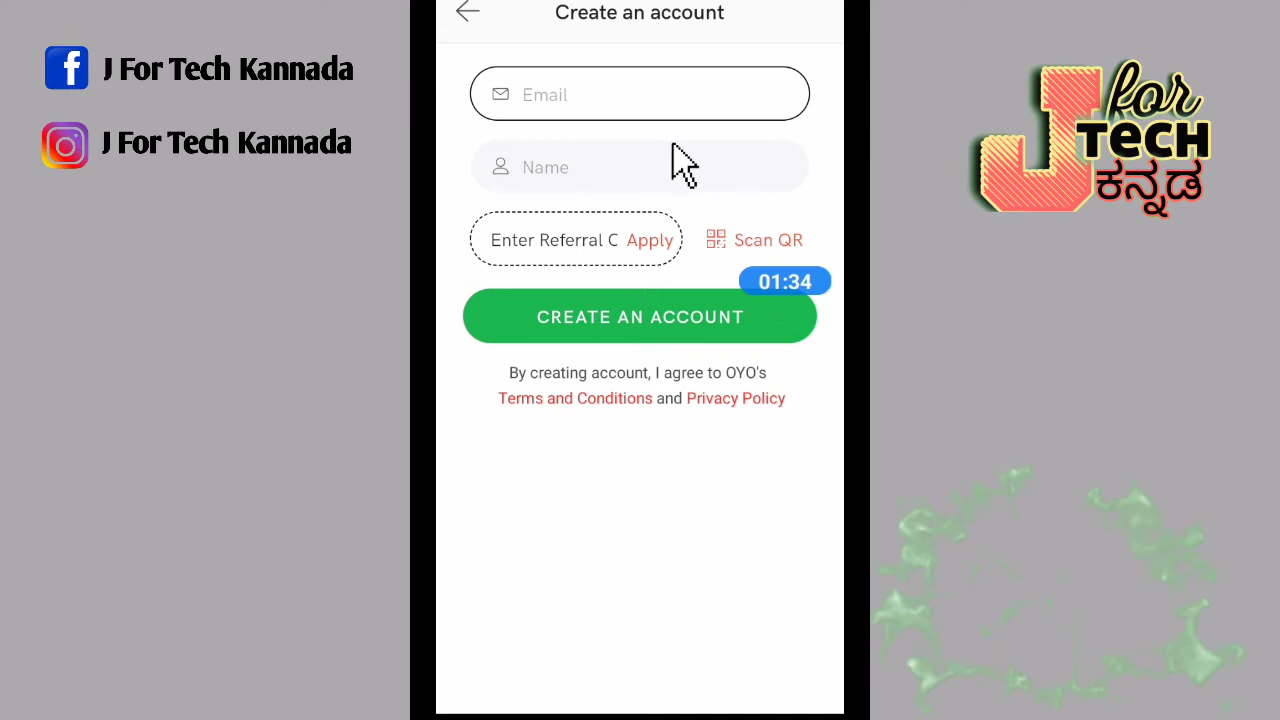 J For Tech Kannada
J For Tech Kannada
Create an account
Email
Name
Enter Referral C Apply
Scan QR
01:34
CREATE AN ACCOUNT
By creating account, I agree to OYO's
Terms and Conditions and Privacy Policy
J for
TECH
ಕನ್ನಡ